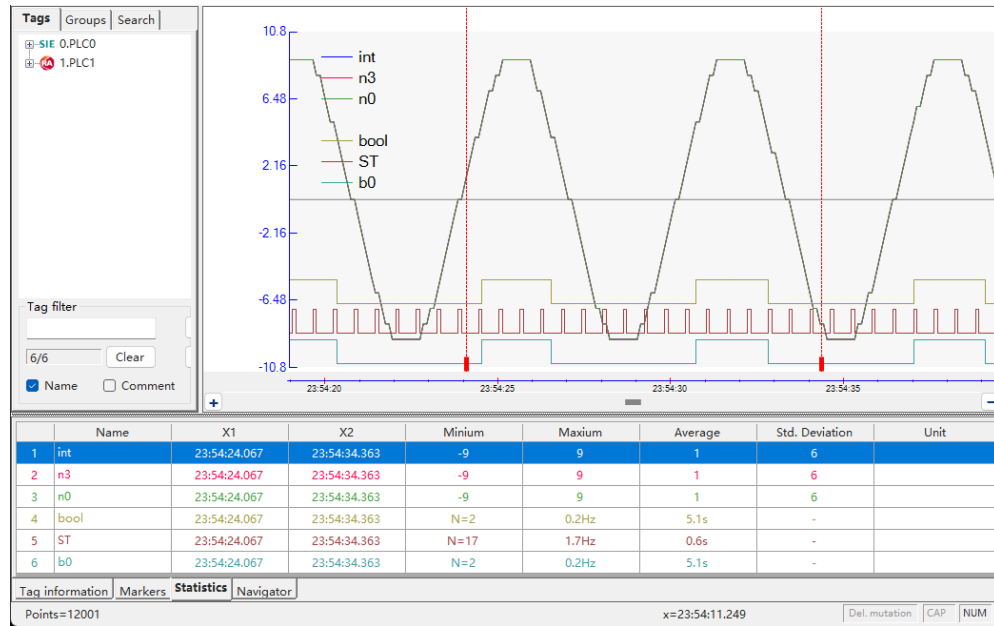 Tags Groups Search
SIE 0.PLC0
RA 1.PLC1
Tag filter
6/6 Clear
Name Comment
10.8
6.48
2.16
-2.16
-6.48
-10.8
int
n3
n0
bool
ST
b0
23:54:20 23:54:25 23:54:30 23:54:35
+ −
Name X1 X2 Minium Maxium Average Std. Deviation Unit
1 int 23:54:24.067 23:54:34.363 -9 9 1 6
2 n3 23:54:24.067 23:54:34.363 -9 9 1 6
3 n0 23:54:24.067 23:54:34.363 -9 9 1 6
4 bool 23:54:24.067 23:54:34.363 N=2 0.2Hz 5.1s -
5 ST 23:54:24.067 23:54:34.363 N=17 1.7Hz 0.6s -
6 b0 23:54:24.067 23:54:34.363 N=2 0.2Hz 5.1s -
Tag information Markers Statistics Navigator
Points=12001 x=23:54:11.249 Del. mutation CAP NUM